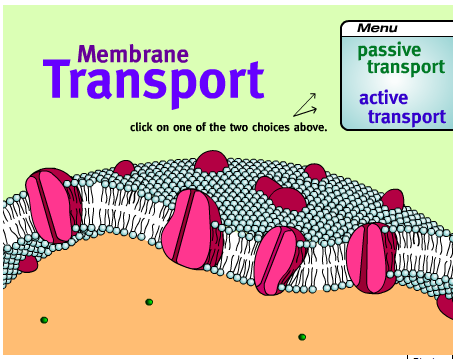 Membrane
Transport
click on one of the two choices above.
Menu
passive
transport
active
transport